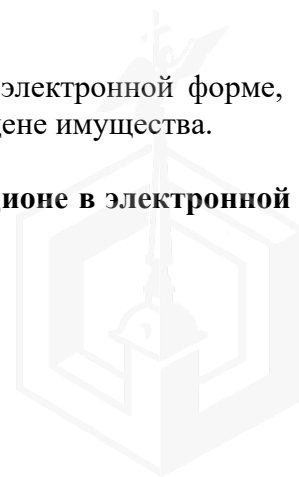 электронной форме,
цене имущества.
ционе в электронной